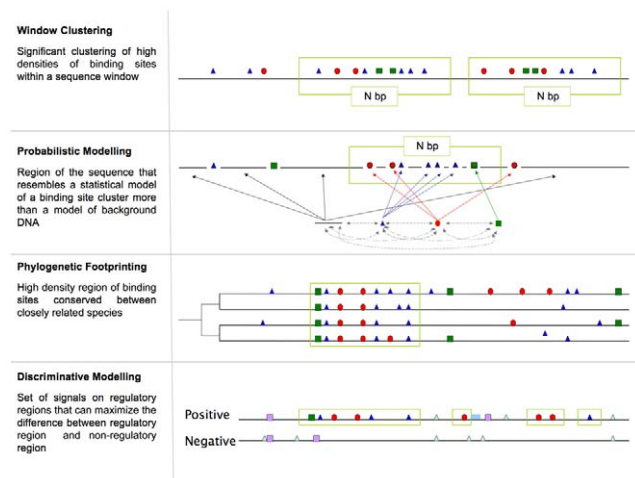 Window Clustering
Significant clustering of high
densities of binding sites
within a sequence window
N bp
N bp
Probabilistic Modelling
Region of the sequence that
resembles a statistical model
of a binding site cluster more
than a model of background
DNA
N bp
Phylogenetic Footprinting
High density region of binding
sites conserved between
closely related species
Discriminative Modelling
Set of signals on regulatory
regions that can maximize the
difference between regulatory
region and non-regulatory
region
Positive
Negative